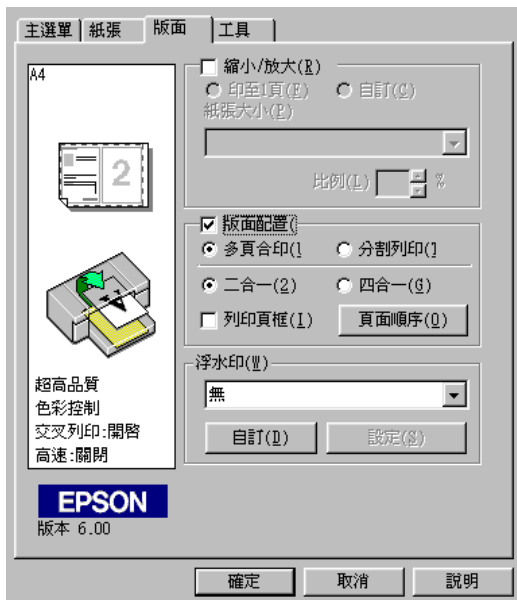 主選單 紙張 版面 工具
A4
2
超高品質
色彩控制
交叉列印:開啓
高速:關閉
EPSON
版本 6.00
縮小/放大(R)
印至1頁(F) 自訂(C)
紙張大小(P)
比例(L) %
版面配置(
多頁合印(l 分割列印(l
二合一(2) 四合一(G)
列印頁框(I) 頁面順序(O)
浮水印(W)
無
自訂(D) 設定(S)
確定 取消 說明